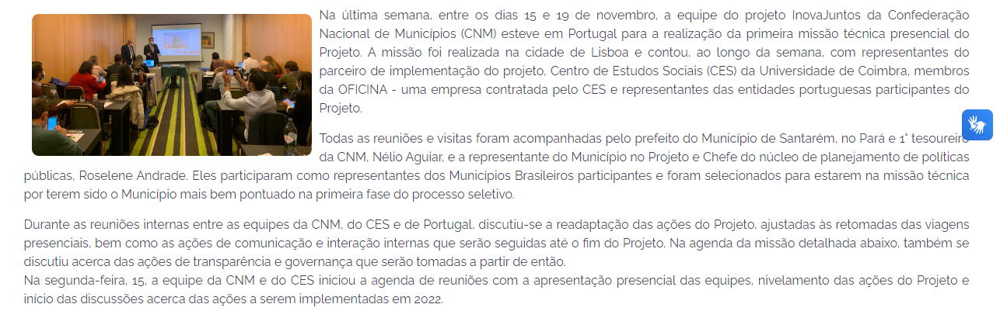 Na última semana, entre os dias 15 e 19 de novembro, a equipe do projeto InovaJuntos da Confederação
Nacional de Municípios (CNM) esteve em Portugal para a realização da primeira missão técnica presencial do
Projeto. A missão foi realizada na cidade de Lisboa e contou, ao longo da semana, com representantes do
parceiro de implementação do projeto, Centro de Estudos Sociais (CES) da Universidade de Coimbra, membros
da OFICINA - uma empresa contratada pelo CES e representantes das entidades portuguesas participantes do
Projeto.
Todas as reuniões e visitas foram acompanhadas pelo prefeito do Município de Santarém, no Pará e 1° tesoureiro
da CNM, Nélio Aguiar, e a representante do Município no Projeto e Chefe do núcleo de planejamento de políticas
públicas, Roselene Andrade. Eles participaram como representantes dos Municípios Brasileiros participantes e foram selecionados para estarem na missão técnica
por terem sido o Município mais bem pontuado na primeira fase do processo seletivo.
Durante as reuniões internas entre as equipes da CNM, do CES e de Portugal, discutiu-se a readaptação das ações do Projeto, ajustadas às retomadas das viagens
presenciais, bem como as ações de comunicação e interação internas que serão seguidas até o fim do Projeto. Na agenda da missão detalhada abaixo, também se
discutiu acerca das ações de transparência e governança que serão tomadas a partir de então.
Na segunda-feira, 15, a equipe da CNM e do CES iniciou a agenda de reuniões com a apresentação presencial das equipes, nivelamento das ações do Projeto e
início das discussões acerca das ações a serem implementadas em 2022.